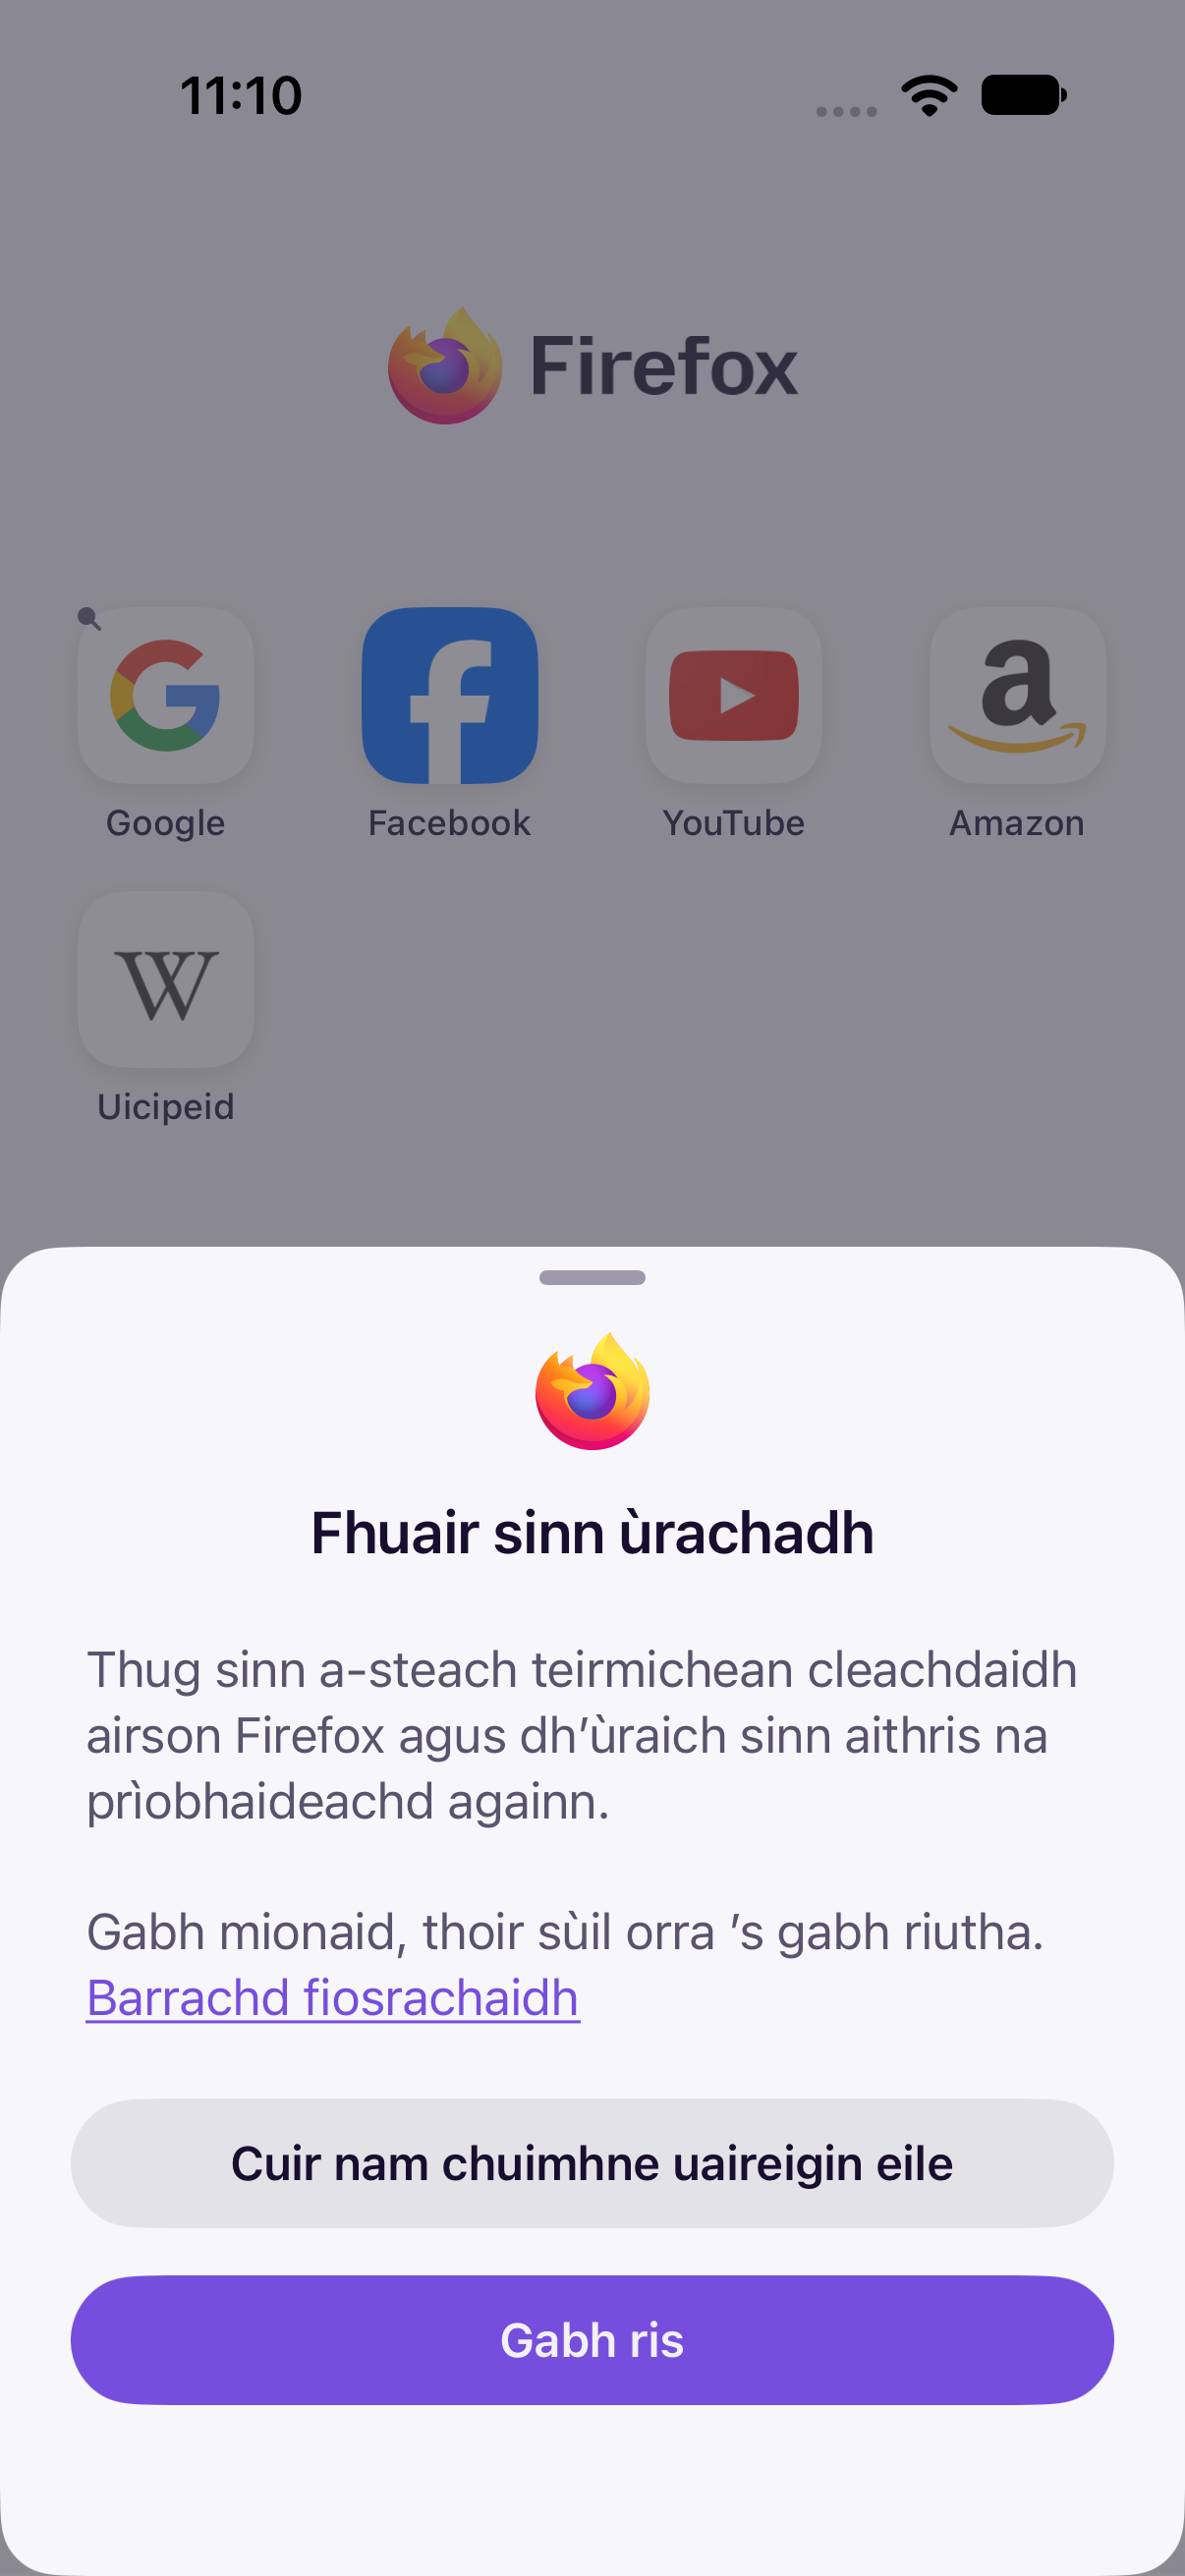 11:10
Firefox
Google
Facebook
YouTube
Amazon
Uicipeid
Fhuair sinn ùrachadh
Thug sinn a-steach teirmichean cleachdaidh
airson Firefox agus dh’ùraich sinn aithris na
prìobhaideachd againn.
Gabh mionaid, thoir sùil orra ’s gabh riutha.
Barrachd fiosrachaidh
Cuir nam chuimhne uaireigin eile
Gabh ris